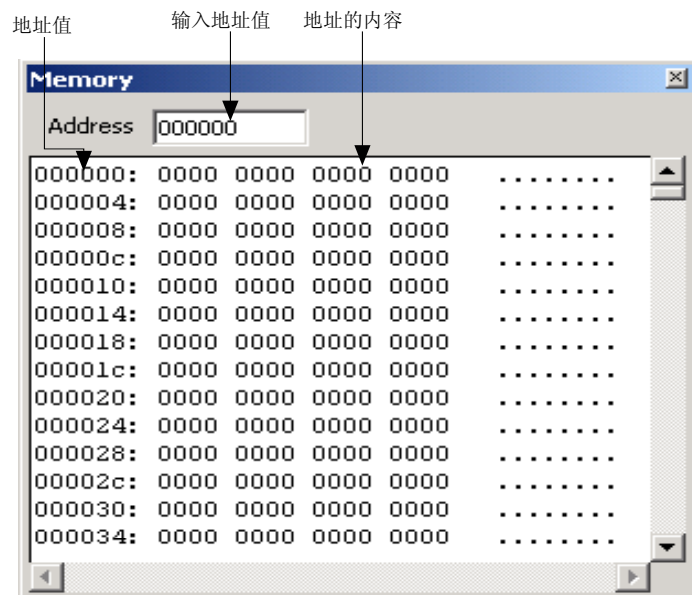 地址值 输入地址值 地址的内容
Memory
Address 000000
000000: 0000 0000 0000 0000 ........
000004: 0000 0000 0000 0000 ........
000008: 0000 0000 0000 0000 ........
00000c: 0000 0000 0000 0000 ........
000010: 0000 0000 0000 0000 ........
000014: 0000 0000 0000 0000 ........
000018: 0000 0000 0000 0000 ........
00001c: 0000 0000 0000 0000 ........
000020: 0000 0000 0000 0000 ........
000024: 0000 0000 0000 0000 ........
000028: 0000 0000 0000 0000 ........
00002c: 0000 0000 0000 0000 ........
000030: 0000 0000 0000 0000 ........
000034: 0000 0000 0000 0000 ........